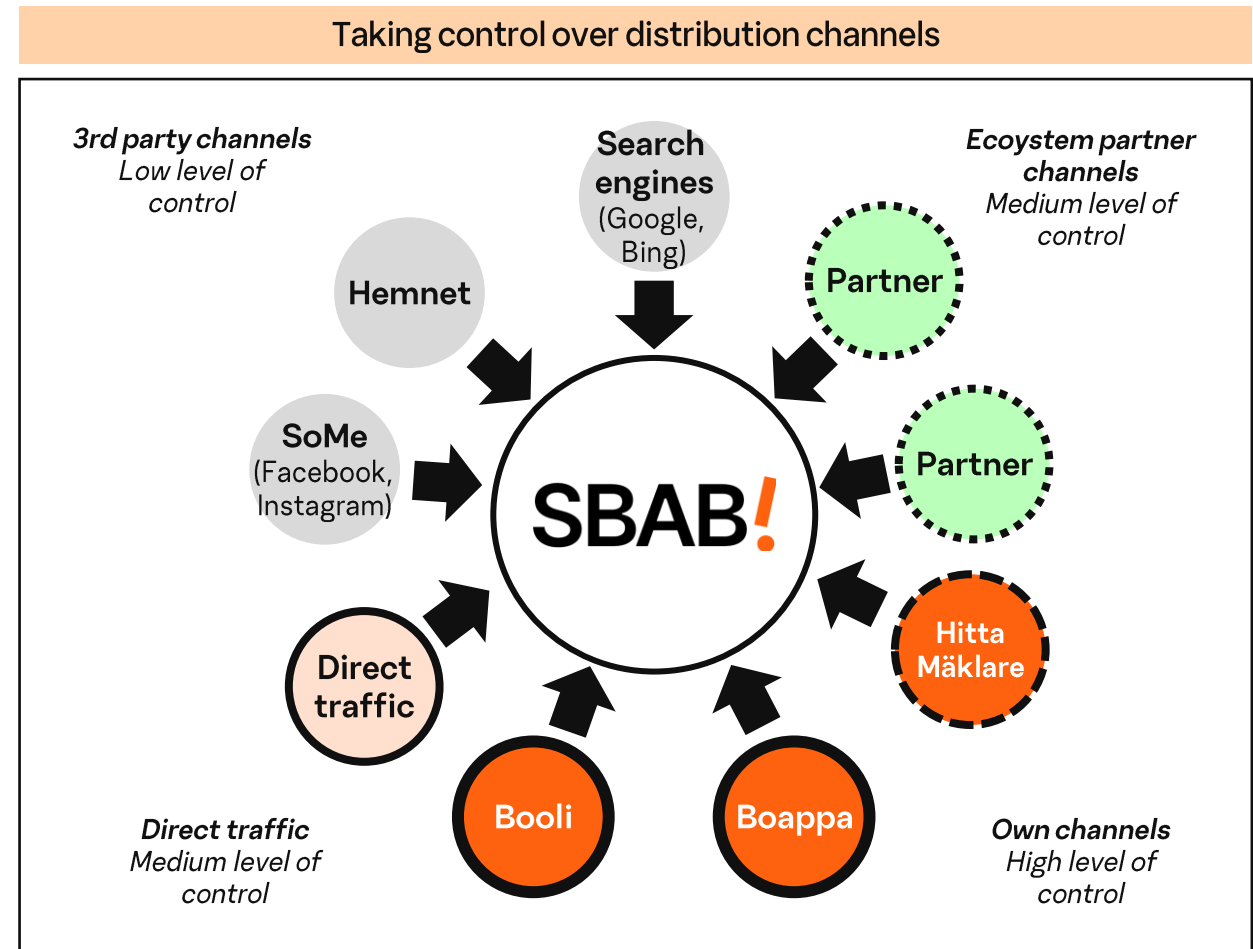 Taking control over distribution channels
3rd party channels
Low level of
control
Ecoystem partner
channels
Medium level of
control
Search
engines
(Google,
Bing)
Hemnet
Partner
SoMe
(Facebook,
Instagram)
Partner
SBAB!
Hitta
Mäklare
Direct
traffic
Booli
Boappa
Direct traffic
Medium level of
control
Own channels
High level of
control